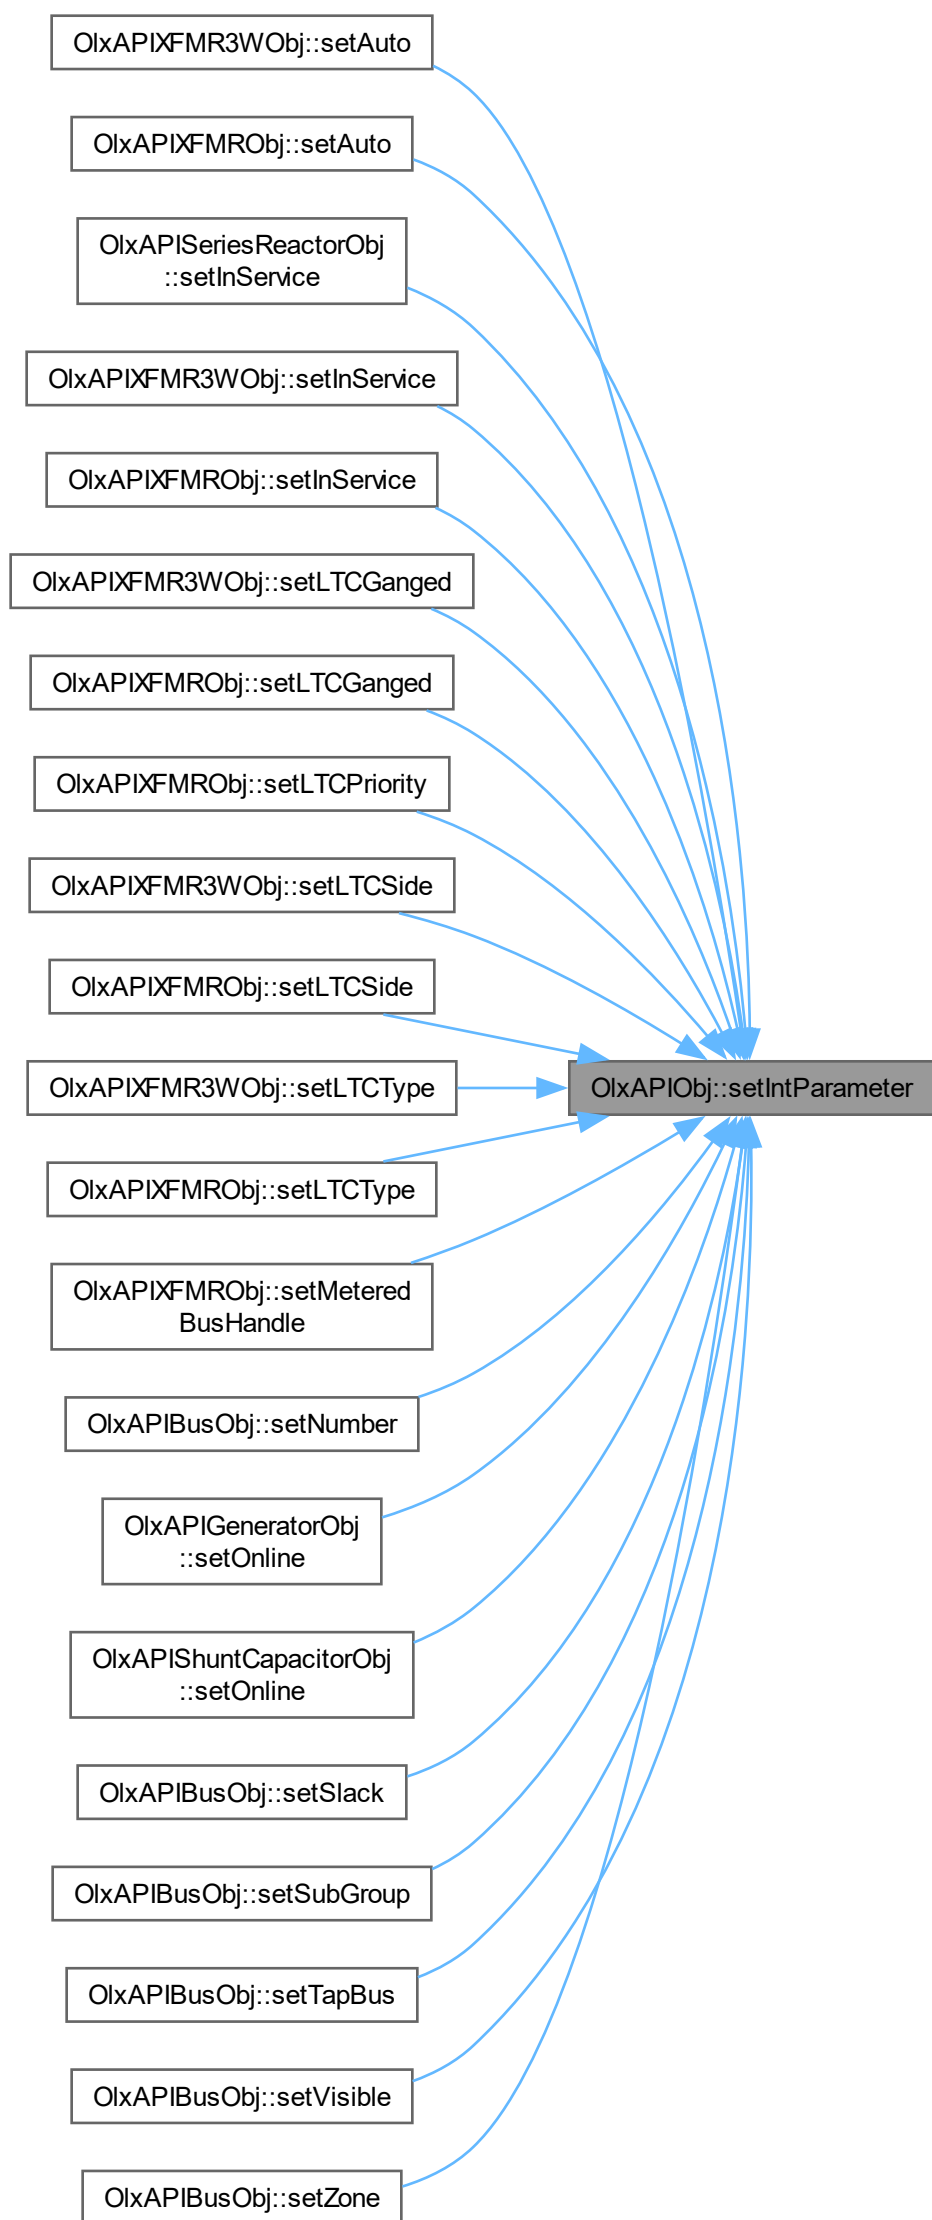 OlxAPIXFMR3WObj::setAuto
OlxAPIXFMRObj::setAuto
OlxAPISeriesReactorObj
::setInService
OlxAPIXFMR3WObj::setInService
OlxAPIXFMRObj::setInService
OlxAPIXFMR3WObj::setLTCGanged
OlxAPIXFMRObj::setLTCGanged
OlxAPIXFMRObj::setLTCPriority
OlxAPIXFMR3WObj::setLTCSide
OlxAPIXFMRObj::setLTCSide
OlxAPIXFMR3WObj::setLTCType
OlxAPIObj::setIntParameter
OlxAPIXFMRObj::setLTCType
OlxAPIXFMRObj::setMetered
BusHandle
OlxAPIBusObj::setNumber
OlxAPIGeneratorObj
::setOnline
OlxAPIShuntCapacitorObj
::setOnline
OlxAPIBusObj::setSlack
OlxAPIBusObj::setSubGroup
OlxAPIBusObj::setTapBus
OlxAPIBusObj::setVisible
OlxAPIBusObj::setZone